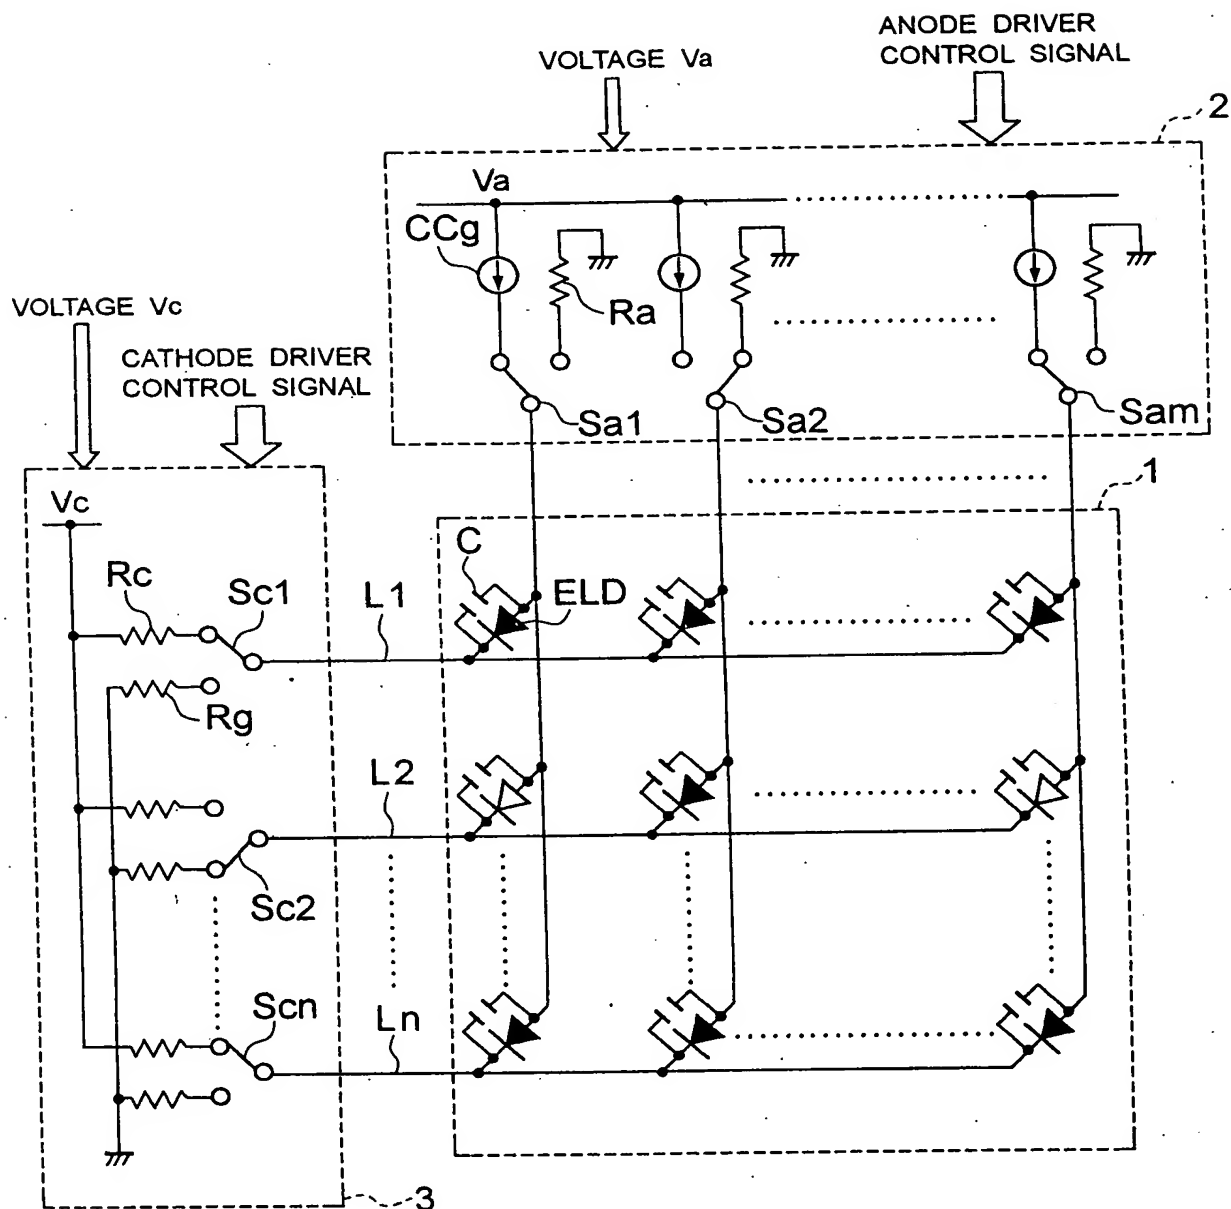 ANODE DRIVER
CONTROL SIGNAL
VOLTAGE Va
2
Va
CCg
Ra
VOLTAGE Vc
CATHODE DRIVER
CONTROL SIGNAL
Sa1
Sa2
Sam
1
Vc
C
Rc
Sc1
L1
ELD
Rg
L2
Sc2
Scn
Ln
3